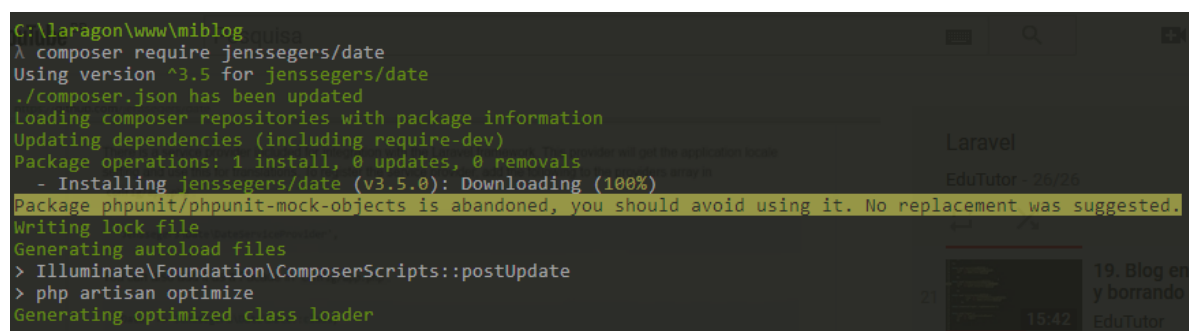 C:\laragon\www\miblog
λ composer require jenssegers/date
Using version ^3.5 for jenssegers/date
./composer.json has been updated
Loading composer repositories with package information
Updating dependencies (including require-dev)
Package operations: 1 install, 0 updates, 0 removals
- Installing jenssegers/date (v3.5.0): Downloading (100%)
Package phpunit/phpunit-mock-objects is abandoned, you should avoid using it. No replacement was suggested.
Writing lock file
Generating autoload files
> Illuminate\Foundation\ComposerScripts::postUpdate
> php artisan optimize
Generating optimized class loader
Laravel
EduTutor - 26/26
21
19. Blog en
y borrando
15:42
EduTutor